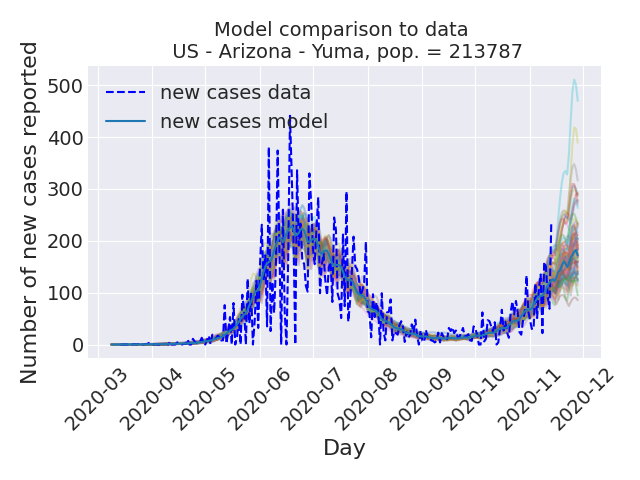 Model comparison to data
US - Arizona - Yuma, pop. = 213787
Number of new cases reported
500
400
300
200
100
0
new cases data
new cases model
2020-03
2020-04
2020-05
2020-06
2020-07
2020-08
2020-09
2020-10
2020-11
2020-12
Day